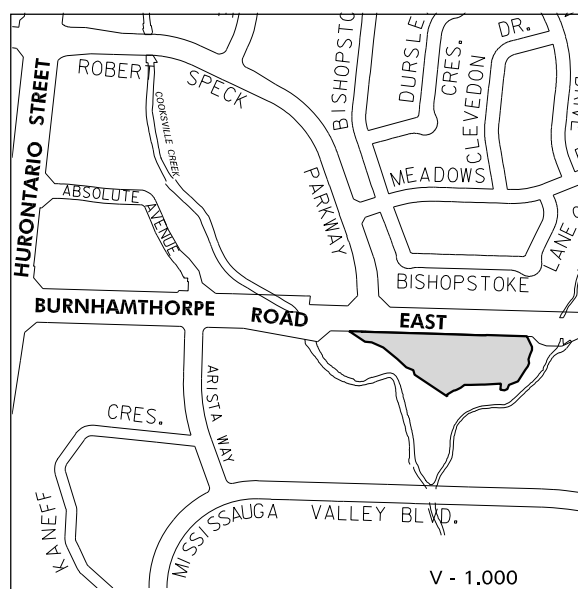 ROBERT SPECK PARKWAY
HURONTARIO STREET
COOKSVILLE CREEK
BISHOPSTO
DURSLE
CRES.
CLEVEDON
DR.
MEADOWS
ABSOLUTE AVENUE
BISHOPSTOKE
LANE
BURNHAMTHORPE ROAD EAST
ARISTA WAY
CRES.
KANEFF
MISSISSAUGA VALLEY BLVD.
V - 1.000